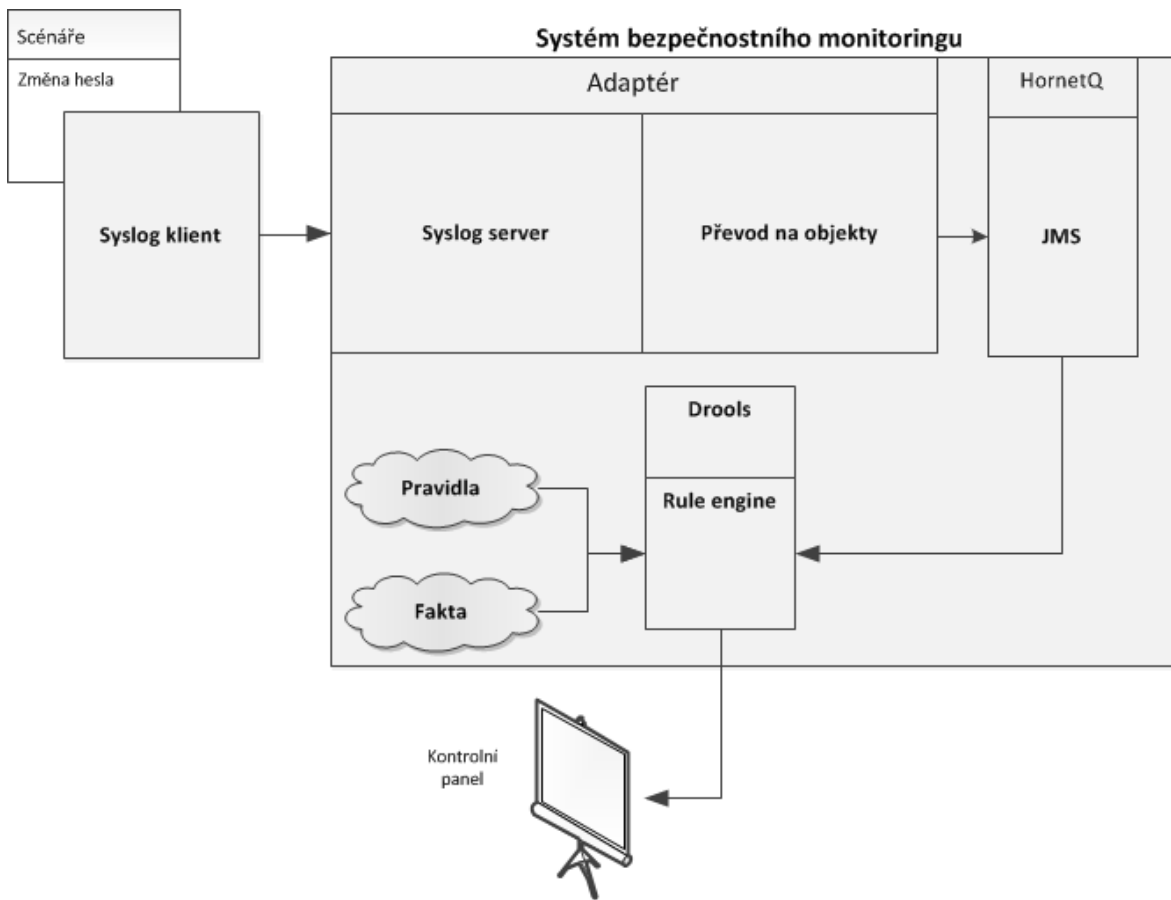 Scénáře
Změna hesla
Syslog klient
Systém bezpečnostního monitoringu
Adaptér
Syslog server
Převod na objekty
HornetQ
JMS
Drools
Rule engine
Pravidla
Fakta
Kontrolní
panel